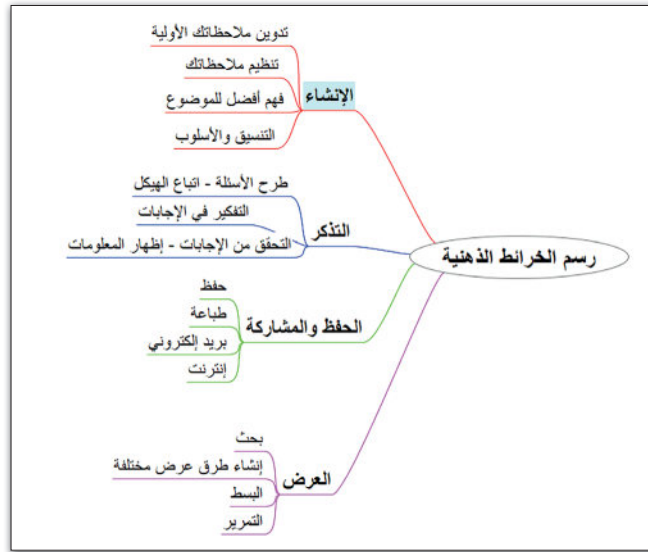 رسم الخرائط الذهنية
الإنشاء
تدوين ملاحظاتك الأولية
تنظيم ملاحظاتك
فهم أفضل للموضوع
التنسيق والأسلوب
التذكر
طرح الأسئلة - اتباع الهيكل
التفكير في الإجابات
التحقق من الإجابات - إظهار المعلومات
الحفظ والمشاركة
حفظ
طباعة
بريد إلكتروني
إنترنت
العرض
بحث
إنشاء طرق عرض مختلفة
البسط
التمرير